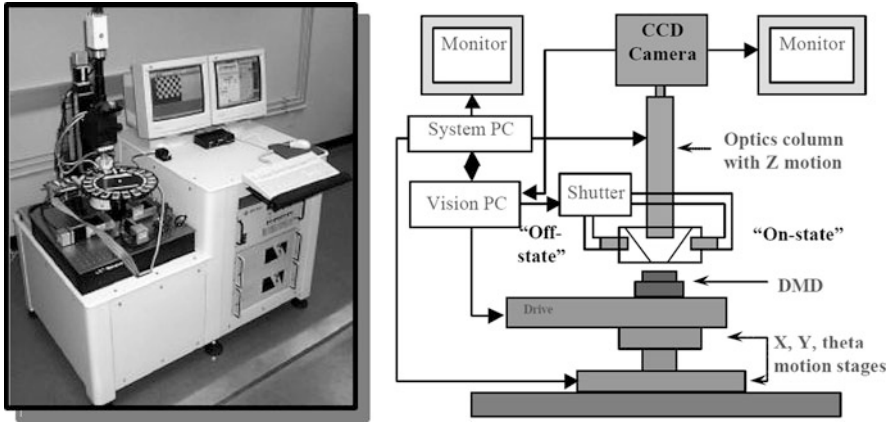 Monitor
CCD
Camera
Monitor
System PC
Optics column
with Z motion
Vision PC
Shutter
“Off-
state”
“On-state”
DMD
Drive
X, Y, theta
motion stages